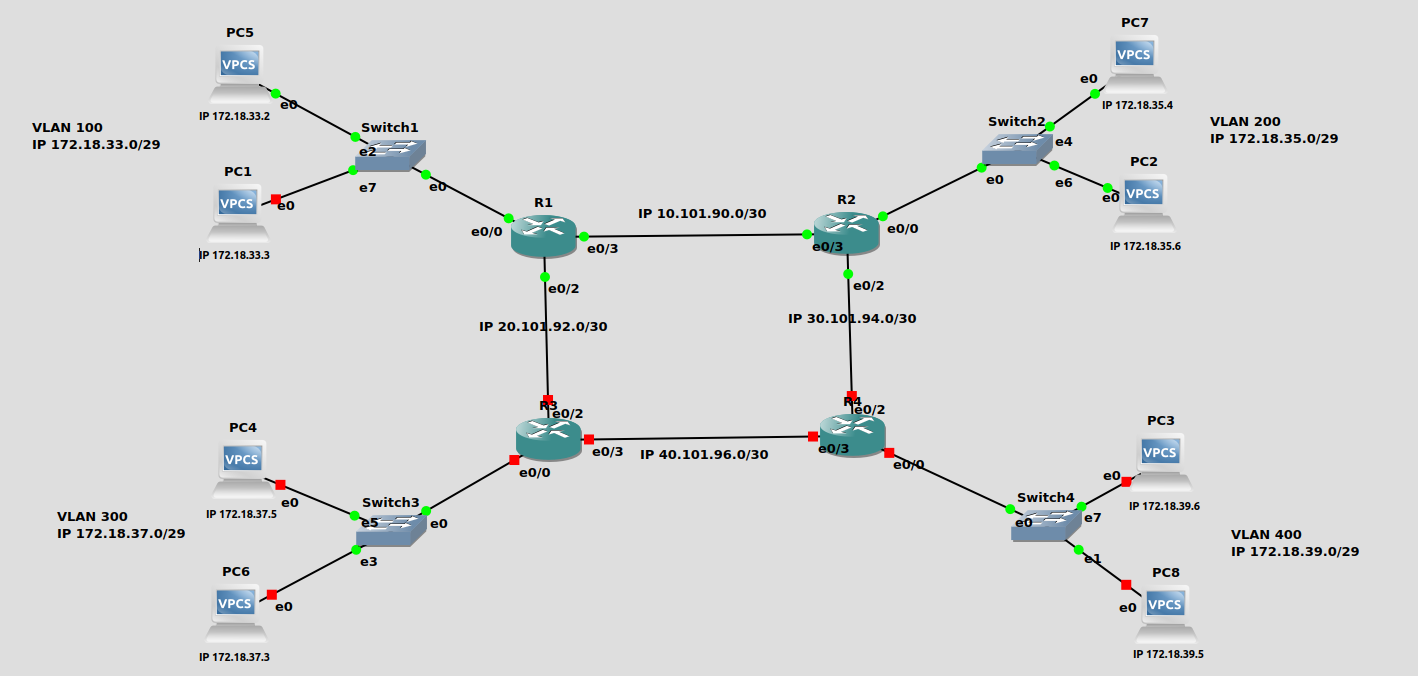 PC5
VPCS
e0
IP 172.18.33.2
VLAN 100
IP 172.18.33.0/29
Switch1
e2
e7
e0
PC1
VPCS
e0
IP 172.18.33.3
R1
e0/0
e0/3
e0/2
IP 10.101.90.0/30
R2
e0/0
e0/3
e0/2
PC7
VPCS
e0
IP 172.18.35.4
Switch2
e4
e6
e0
VLAN 200
IP 172.18.35.0/29
PC2
VPCS
e0
IP 172.18.35.6
IP 20.101.92.0/30
IP 30.101.94.0/30
R3
e0/2
e0/3
e0/0
IP 40.101.96.0/30
R4
e0/2
e0/3
e0/0
PC4
VPCS
e0
IP 172.18.37.5
Switch3
e5
e0
e3
VLAN 300
IP 172.18.37.0/29
PC6
VPCS
e0
IP 172.18.37.3
PC3
VPCS
e0
IP 172.18.39.6
Switch4
e0
e7
e1
VLAN 400
IP 172.18.39.0/29
PC8
VPCS
e0
IP 172.18.39.5